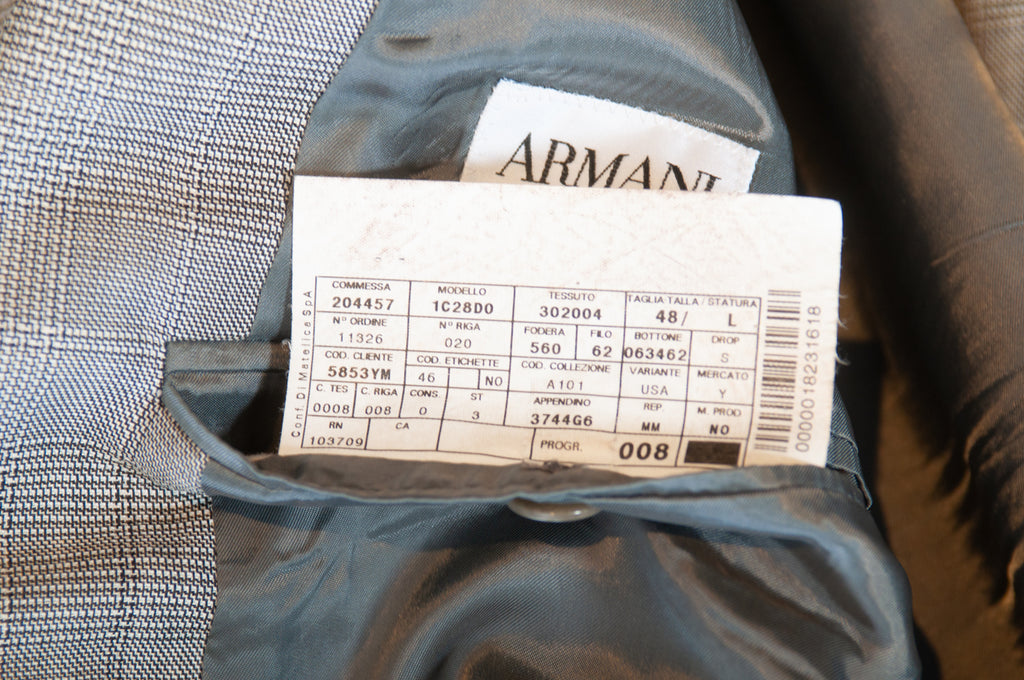 ARMANI
Conf. Di Matelica SpA
COMMESSA MODELLO TESSUTO TAGLIA TALLA / STATURA
204457 1C28D0 302004 48/ L
Nº ORDINE Nº RIGA FODERA FILO BOTTONE DROP
11326 020 560 62 063462 S
COD. CLIENTE COD. ETICHETTE COD. COLLEZIONE VARIANTE MERCATO
5853YM 46 NO A101 USA Y
C. TES C. RIGA CONS ST APPENDINO REP. M. PROD
0008 008 0 3 3744G6 MM NO
RN CA PROGR. 008
103709
0000018231618